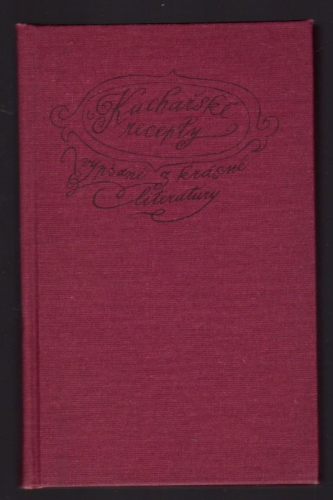 Kuchařské
recepty
Vypsané z krásné
literatury